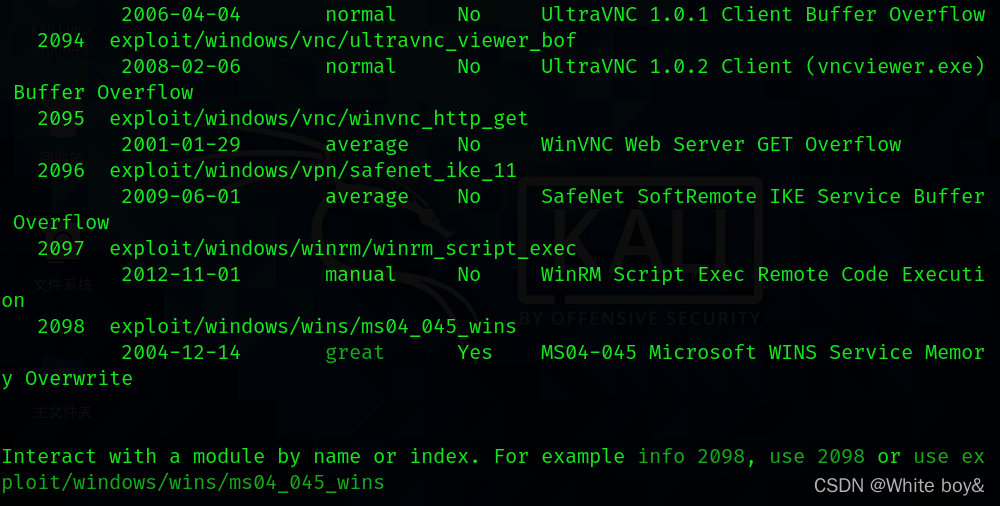 2006-04-04 normal No UltraVNC 1.0.1 Client Buffer Overflow
2094 exploit/windows/vnc/ultravnc_viewer_bof
2008-02-06 normal No UltraVNC 1.0.2 Client (vncviewer.exe)
Buffer Overflow
2095 exploit/windows/vnc/winvnc_http_get
2001-01-29 average No WinVNC Web Server GET Overflow
2096 exploit/windows/vpn/safenet_ike_11
2009-06-01 average No SafeNet SoftRemote IKE Service Buffer
Overflow
KALI
2097 exploit/windows/winrm/winrm_script_exec
2012-11-01 manual No WinRM Script Exec Remote Code Executi
文件系统
on
BY OFFENSIVE SECURITY
2098 exploit/windows/wins/ms04_045_wins
2004-12-14 great Yes MS04-045 Microsoft WINS Service Memor
y Overwrite
主文件夹
Interact with a module by name or index. For example info 2098, use 2098 or use ex
ploit/windows/wins/ms04_045_wins
CSDN @White boy&